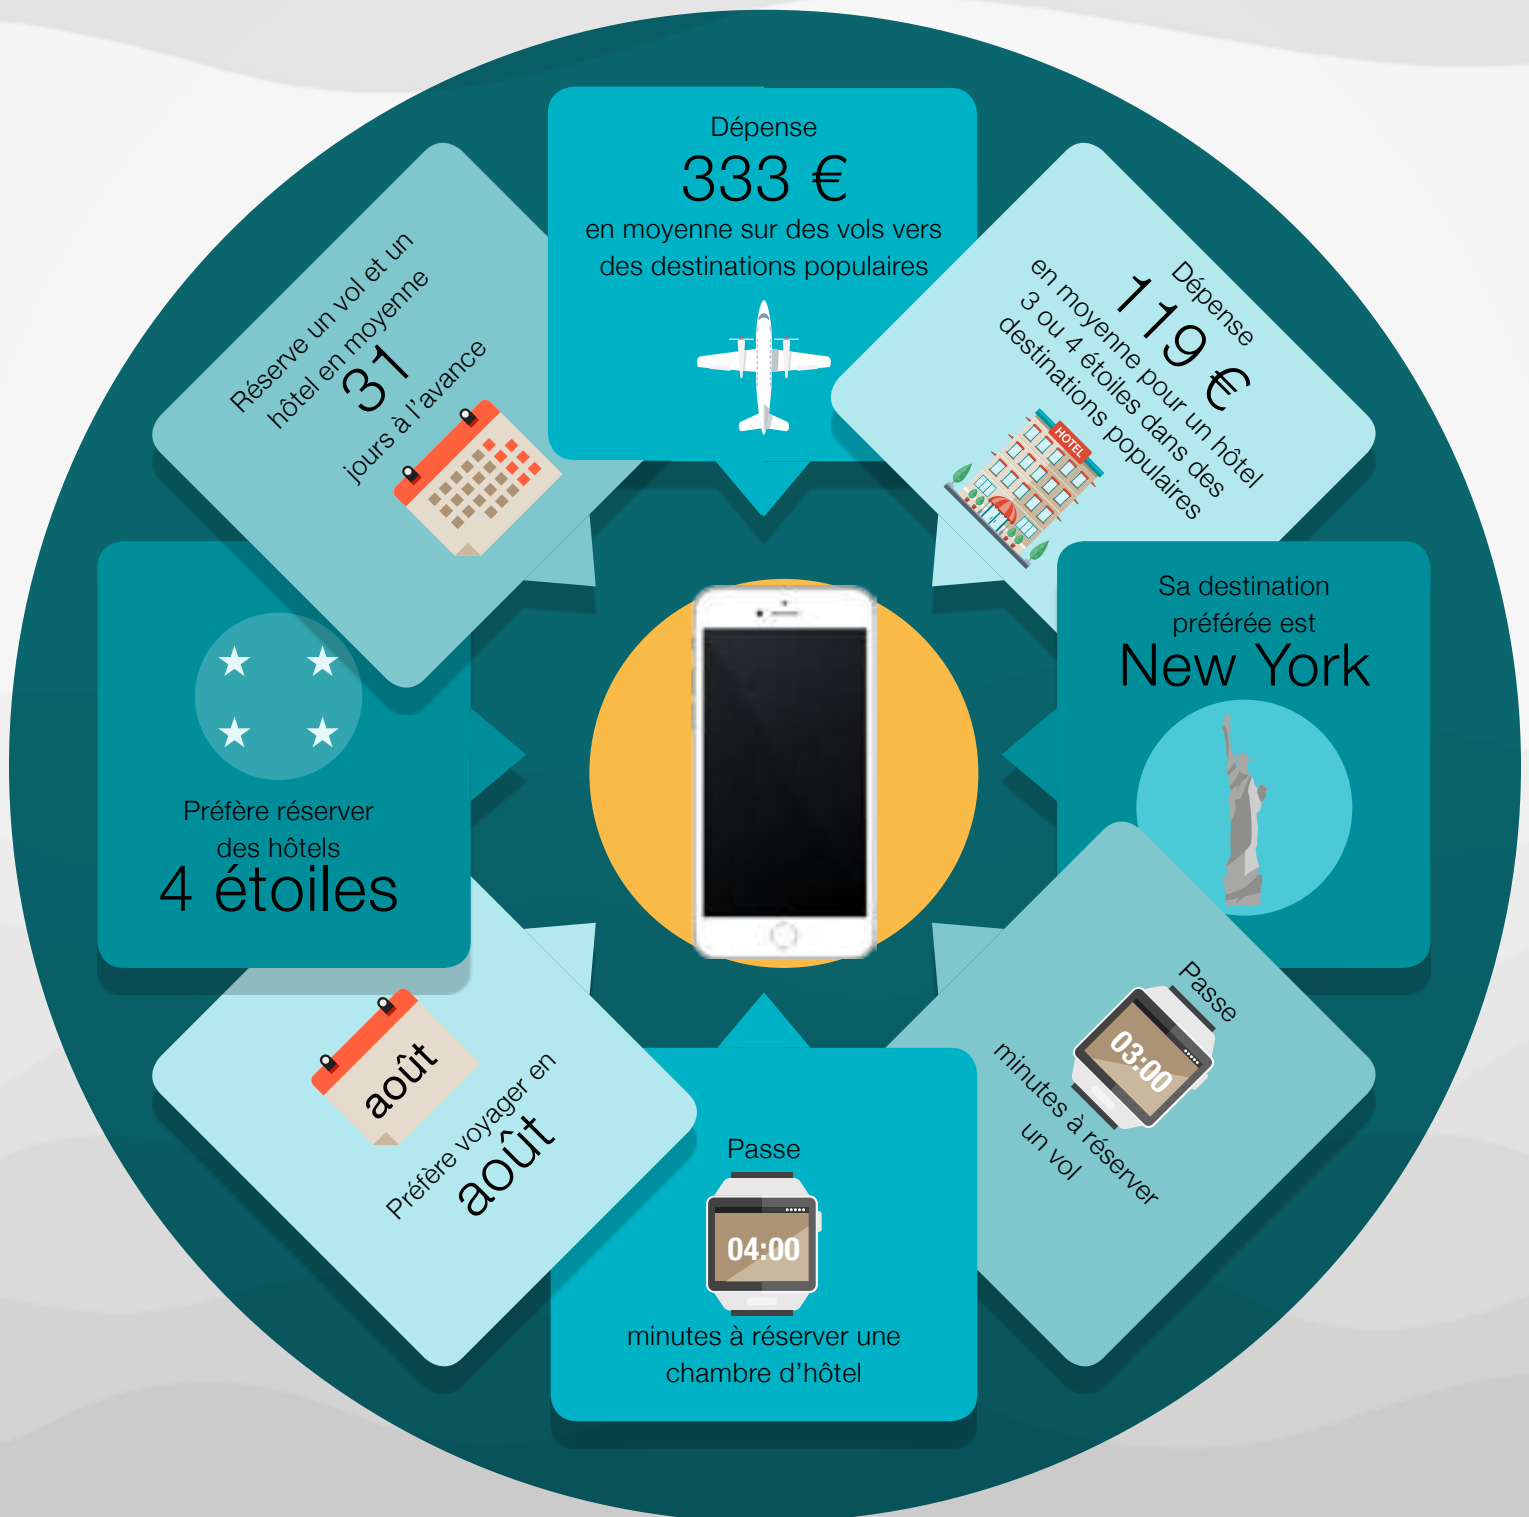 Dépense
333 €
en moyenne sur des vols vers
des destinations populaires
Dépense
119 €
en moyenne pour un hôtel
3 ou 4 étoiles dans des
destinations populaires
HOTEL
Sa destination
préférée est
New York
Passe
03:00
minutes à réserver
un vol
Passe
04:00
minutes à réserver une
chambre d'hôtel
août
Préfère voyager en
août
Préfère réserver
des hôtels
4 étoiles
Réserve un vol et un
hôtel en moyenne
31
jours à l'avance